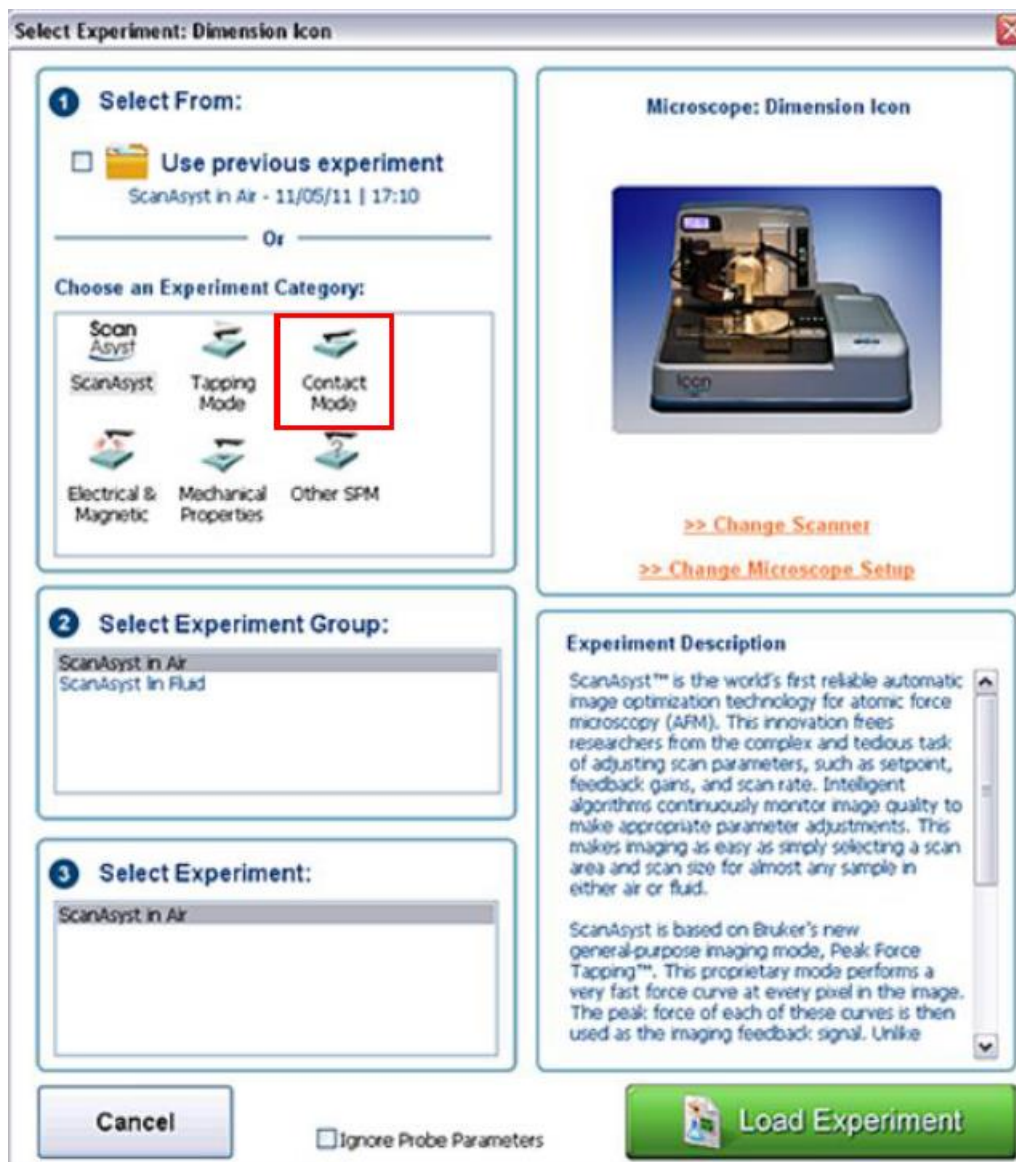 Select Experiment: Dimension Icon
1 Select From:
Use previous experiment
ScanAsyst in Air - 11/05/11 | 17:10
Or
Choose an Experiment Category:
Scan
Asyst
ScanAsyst
Tapping
Mode
Contact
Mode
Electrical &
Magnetic
Mechanical
Properties
?
Other SPM
2 Select Experiment Group:
ScanAsyst in Air
ScanAsyst lin Fluid
3 Select Experiment:
ScanAsyst in Air
Cancel
Ignore Probe Parameters
Microscope: Dimension Icon
Icon
>> Change Scanner
>> Change Microscope Setup
Experiment Description
ScanAsyst™ is the world's first reliable automatic
image optimization technology for atomic force
microscopy (AFM). This innovation frees
researchers from the complex and tedious task
of adjusting scan parameters, such as setpoint,
feedback gains, and scan rate. Intelligent
algorithms continuously monitor image quality to
make appropriate parameter adjustments. This
makes imaging as easy as simply selecting a scan
area and scan size for almost any sample in
either air or fluid.
ScanAsyst is based on Bruker's new
general-purpose imaging mode, Peak Force
Tapping™. This proprietary mode performs a
very fast force curve at every pixel in the image.
The peak force of each of these curves is then
used as the imaging feedback signal. Unlike
Load Experiment